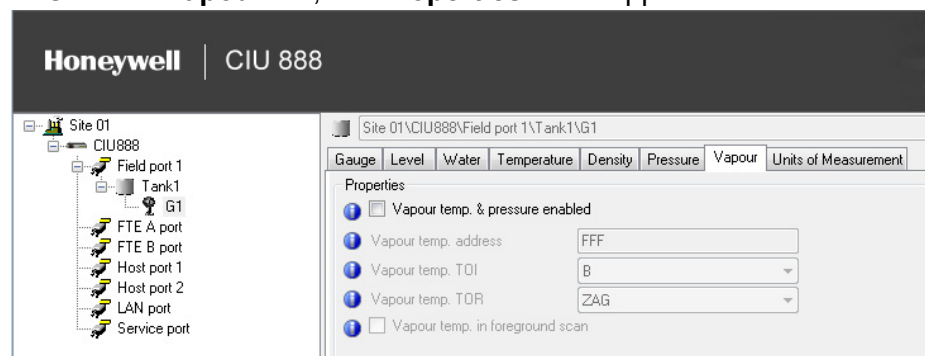 Honeywell | CIU 888
Site 01
CIU888
Field port 1
Tank1
G1
FTE A port
FTE B port
Host port 1
Host port 2
LAN port
Service port
Site 01\CIU888\Field port 1\Tank1\G1
Gauge Level Water Temperature Density Pressure Vapour Units of Measurement
Properties
Vapour temp. & pressure enabled
Vapour temp. address FFF
Vapour temp. TOI B
Vapour temp. TOR ZAG
Vapour temp. in foreground scan